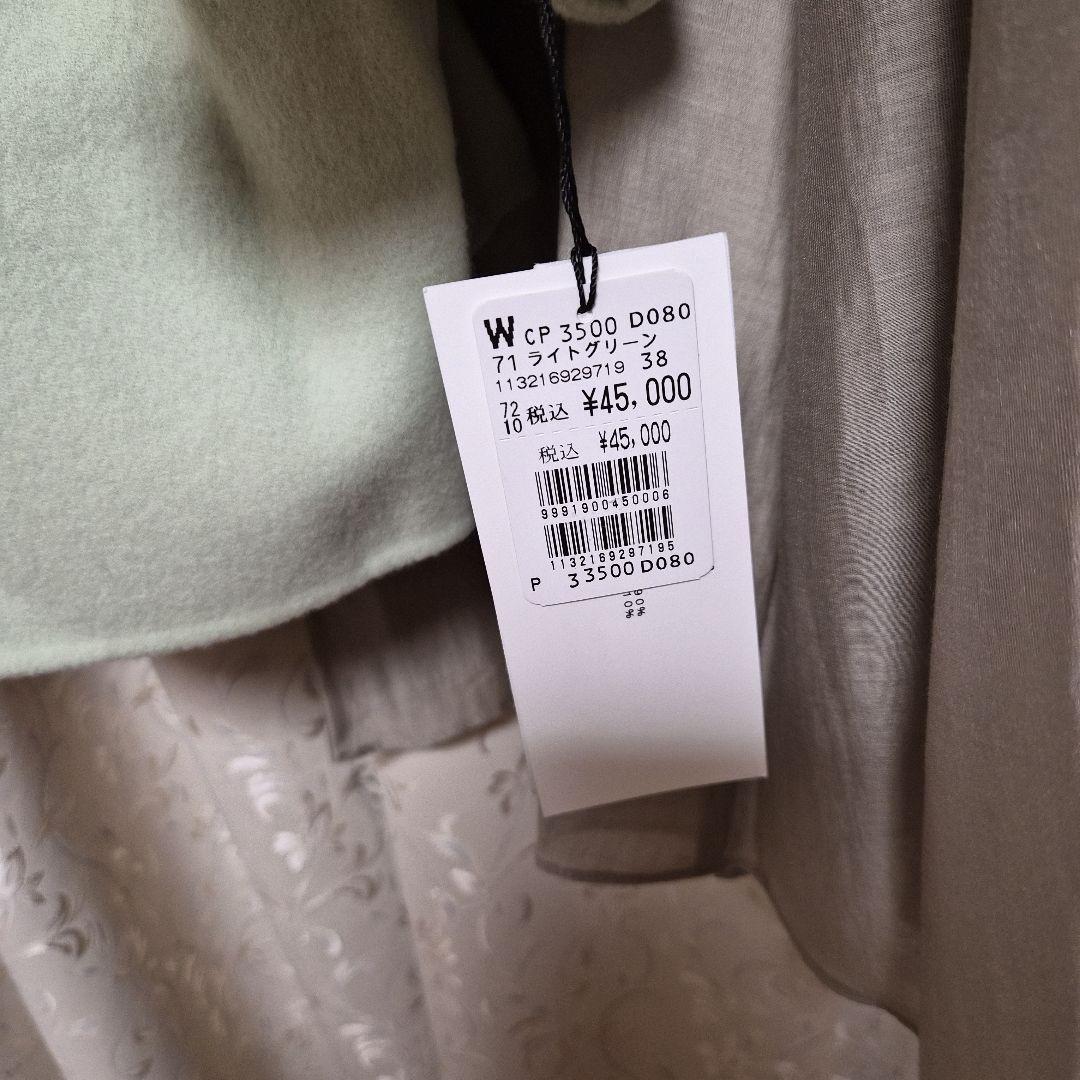 W CP 3500 D080
71 ライトグリーン
113216929719 38
72 10 税込 ¥45,000
税込 ¥45,000
9991900450006
1132169297195
P 33500 D080